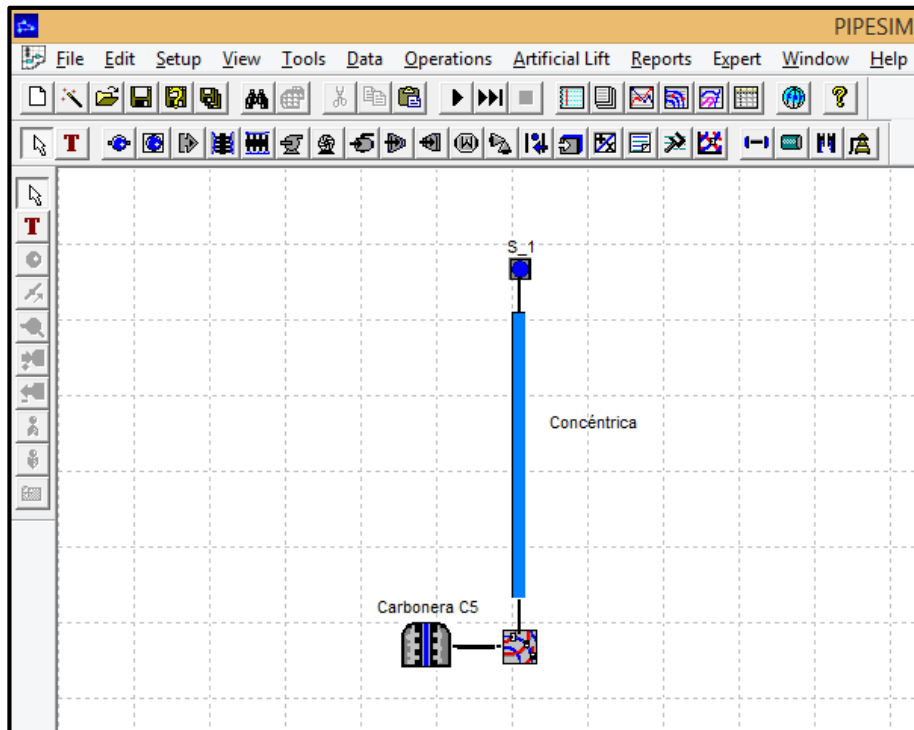 PIPESIM
File Edit Setup View Tools Data Operations Artificial Lift Reports Expert Window Help
T
T
S_1
Concéntrica
Carbonera C5